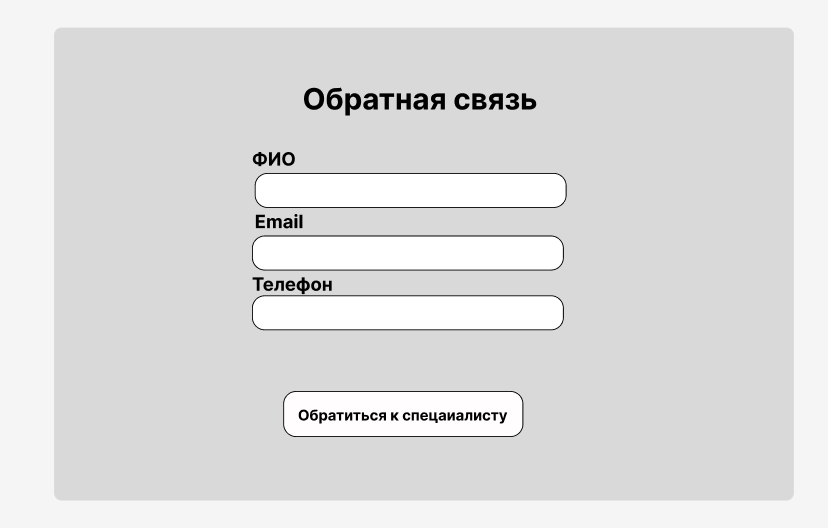 Обратная связь
ФИО
Email
Телефон
Обратиться к спецаиалисту